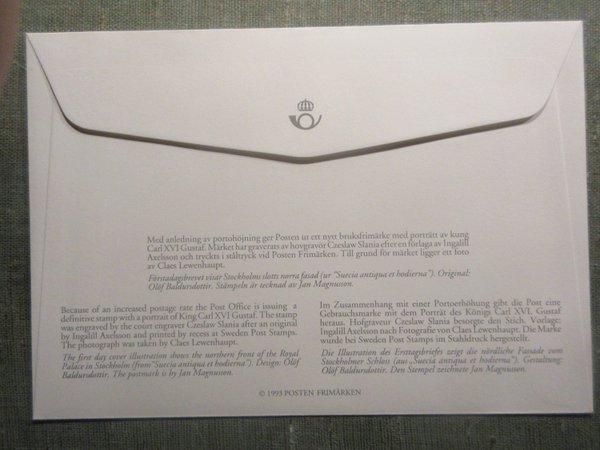 Med anledning av portohöjning ger Posten ut ett nytt bruksfrimärke med porträtt av kung
Carl XVI Gustaf. Märket har graverats av hovgravör Czeslaw Slania efter en förlaga av Ingalill
Axelsson och tryckts i ståltryck vid Posten Frimärken. Till grund för märket ligger ett foto
av Claes Lewenhaupt.
Förstadagsbrevet visar Stockholms slotts norra fasad (ur "Suecia antiqua et hodierna"). Original:
Olöf Baldursdottir. Stämpeln är tecknad av Jan Magnusson.
Because of an increased postage rate the Post Office is issuing a
definitive stamp with a portrait of King Carl XVI Gustaf. The stamp
was engraved by the court engraver Czeslaw Slania after an original
by Ingalill Axelsson and printed by recess at Sweden Post Stamps.
The photograph was taken by Claes Lewenhaupt.
The first day cover illustration shows the northern front of the Royal
Palace in Stockholm (from "Suecia antiqua et hodierna"). Design: Olöf
Baldursdottir. The postmark is by Jan Magnusson.
Im Zusammenhang mit einer Portoerhöhung gibt die Post eine
Gebrauchsmarke mit dem Porträt des Königs Carl XVI. Gustaf
heraus. Hofgraveur Czeslaw Slania besorgte den Stich. Vorlage:
Ingalill Axelsson nach Fotografie von Claes Lewenhaupt. Die Marke
wurde bei Sweden Post Stamps im Stahldruck hergestellt.
Die Illustration des Ersttagsbriefes zeigt die nördliche Fassade vom
Stockholmer Schloss (aus „Suecia antiqua et hodierna"). Gestaltung:
Olöf Baldursdottir. Den Stempel zeichnete Jan Magnusson.
© 1993 POSTEN FRIMÄRKEN